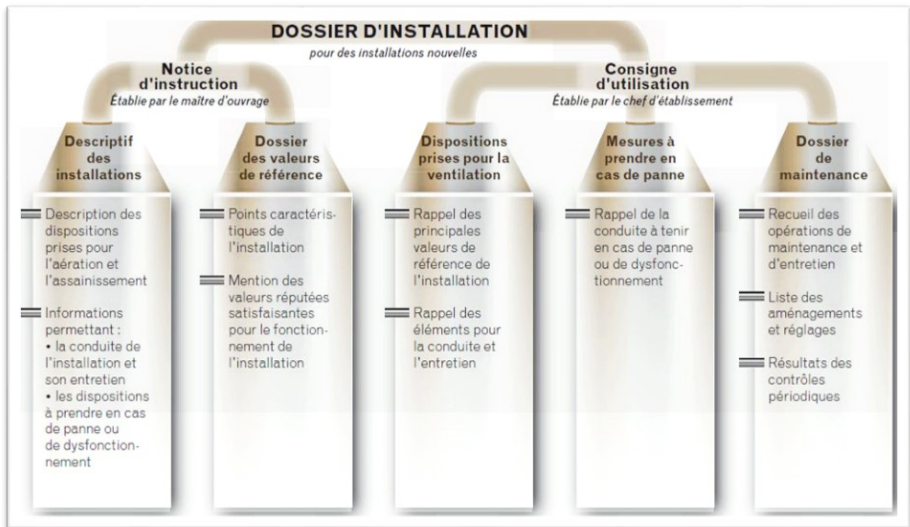 DOSSIER D'INSTALLATION
pour des installations nouvelles
Notice
d'instruction
Établie par le maître d'ouvrage
Consigne
d'utilisation
Établie par le chef d'établissement
Descriptif
des
installations
Description des
dispositions
prises pour
l'aération et
l'assainissement
Informations
permettant :
• la conduite de
l'installation et
son entretien
• les dispositions
à prendre en cas
de panne ou
de dysfonction-
nement
Dossier
des valeurs
de référence
Points caractéris-
tiques de
l'installation
Mention des
valeurs réputées
satisfaisantes
pour le fonction-
nement de
l'installation
Dispositions
prises pour la
ventilation
Rappel des
principales
valeurs de
référence de
l'installation
Rappel des
éléments pour
la conduite et
l'entretien
Mesures à
prendre en
cas de panne
Rappel de la
conduite à tenir
en cas de panne
ou de dysfonc-
tionnement
Dossier
de
maintenance
Recueil des
opérations de
maintenance et
d'entretien
Liste des
aménagements
et réglages
Résultats des
contrôles
périodiques